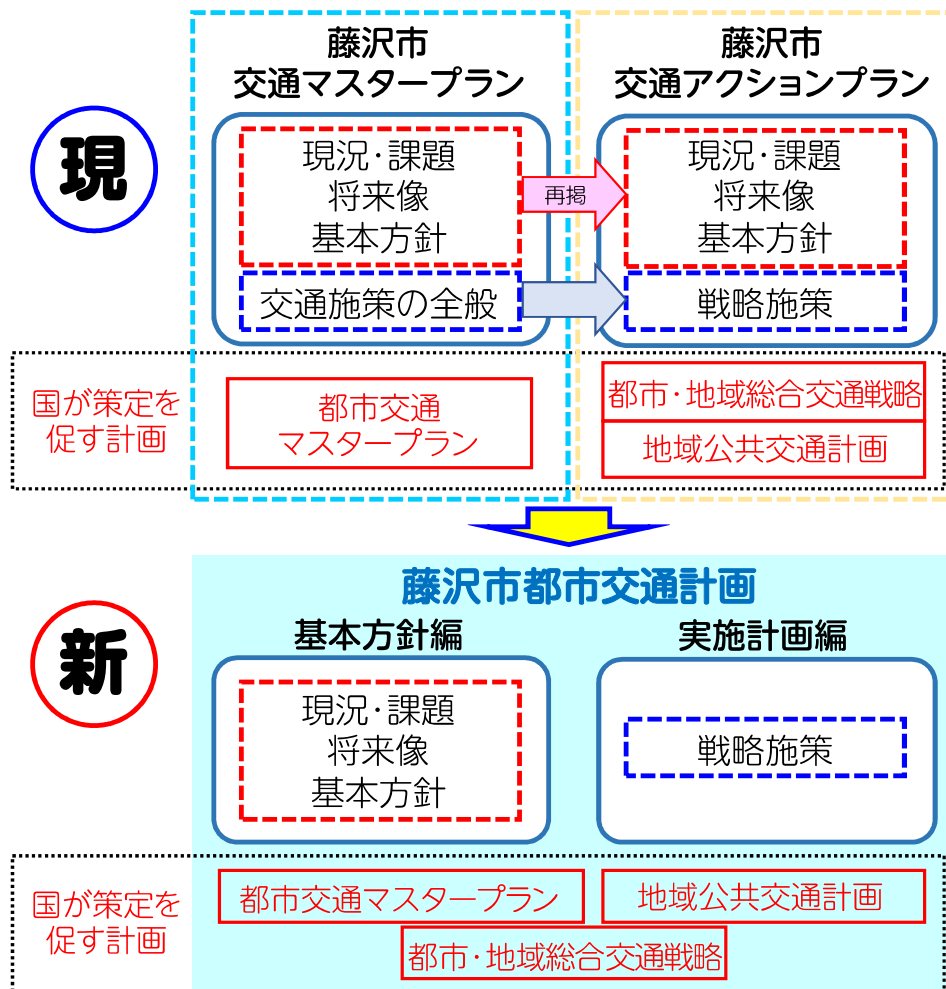 藤沢市
交通マスタープラン
藤沢市
交通アクションプラン
現
現況・課題
将来像
基本方針
再掲
現況・課題
将来像
基本方針
交通施策の全般
戦略施策
国が策定を
促す計画
都市交通
マスタープラン
都市・地域総合交通戦略
地域公共交通計画
藤沢市都市交通計画
新
基本方針編
実施計画編
現況・課題
将来像
基本方針
戦略施策
国が策定を
促す計画
都市交通マスタープラン
地域公共交通計画
都市・地域総合交通戦略